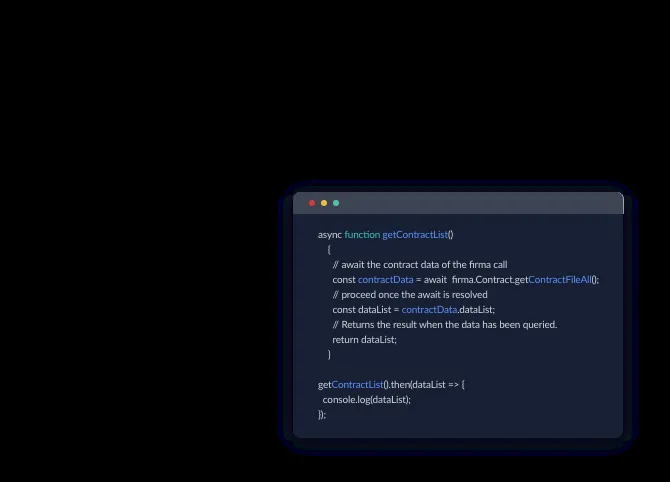 async function getContractList()
{
// await the contract data of the firma call
const contractData = await firma.Contract.getContractFileAll();
// proceed once the await is resolved
const dataList = contractData.dataList;
// Returns the result when the data has been queried.
return dataList;
}
getContractList().then(dataList => {
console.log(dataList);
});